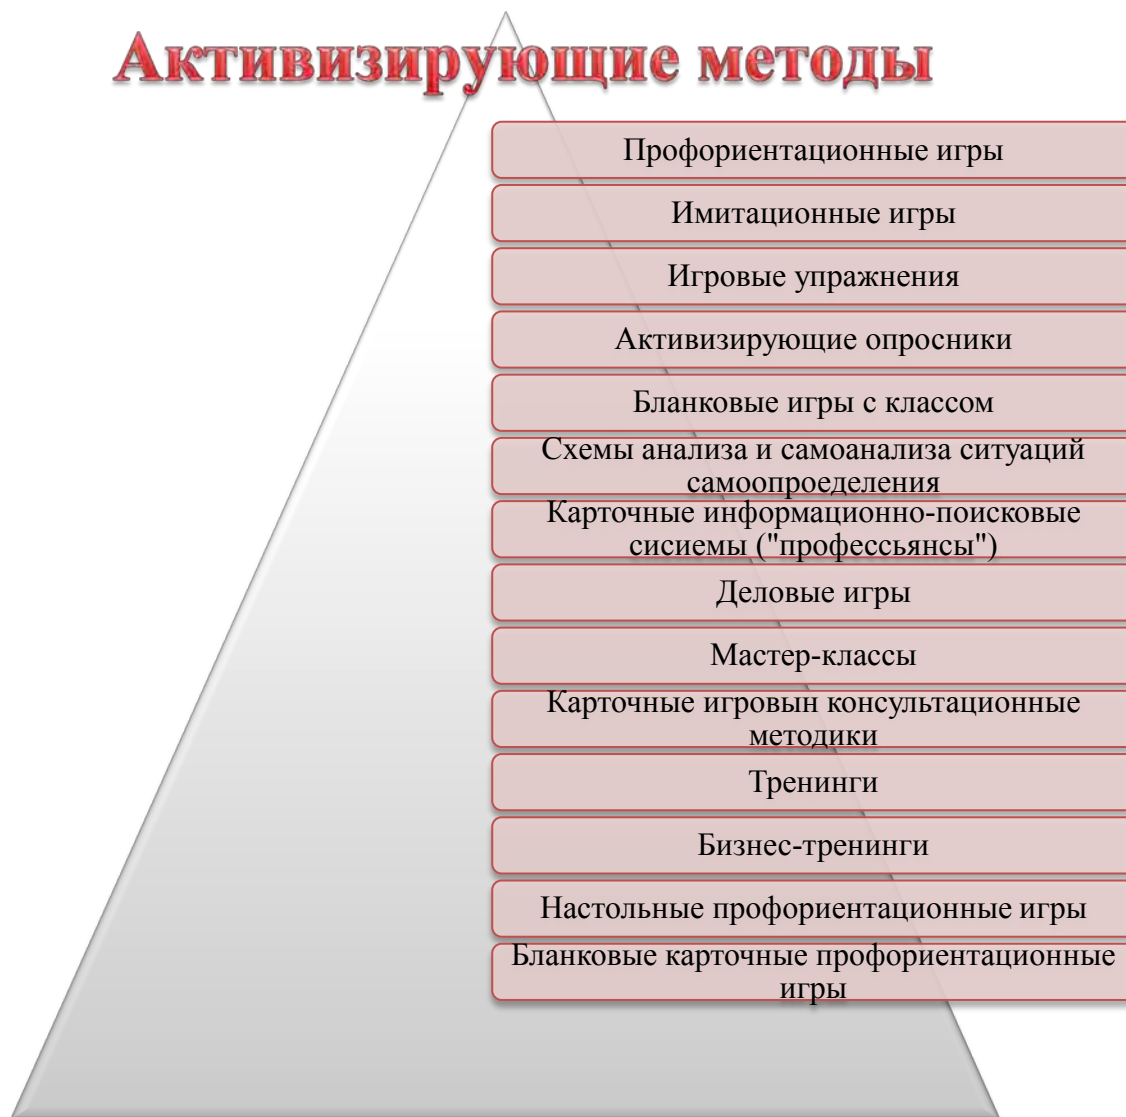 Активизирующие методы
Профориентационные игры
Имитационные игры
Игровые упражнения
Активизирующие опросники
Бланковые игры с классом
Схемы анализа и самоанализа ситуаций
самоопроеделения
Карточные информационно-поисковые
сисиемы ("профессьянсы")
Деловые игры
Мастер-классы
Карточные игровын консультационные
методики
Тренинги
Бизнес-тренинги
Настольные профориентационные игры
Бланковые карточные профориентационные
игры